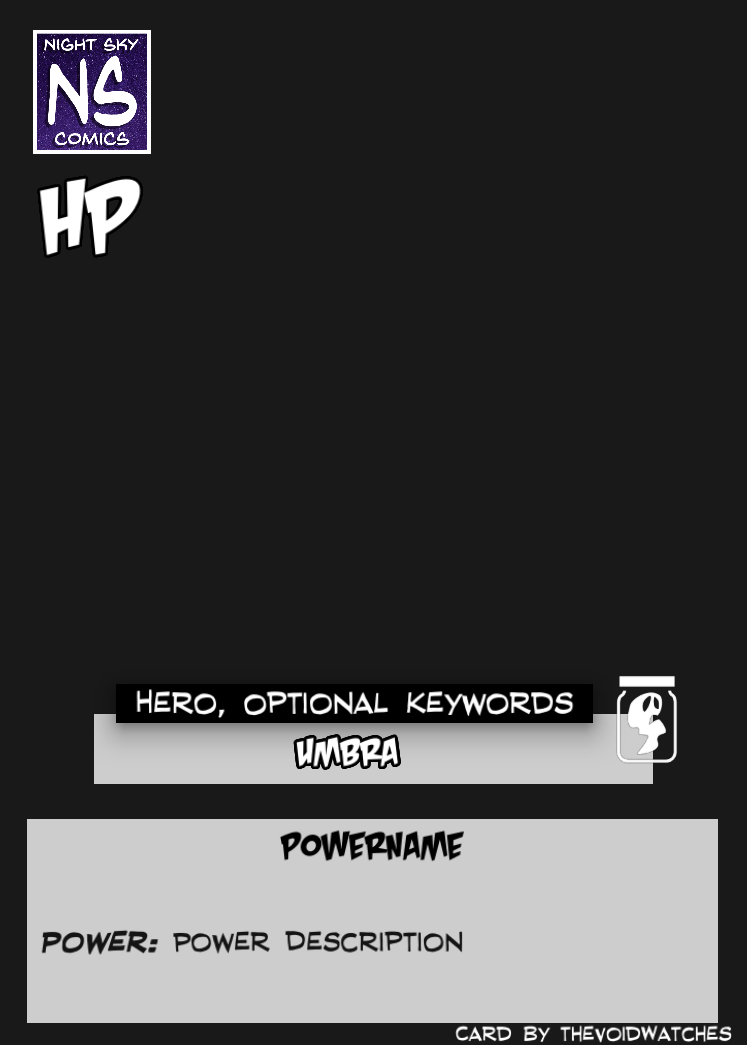 NIGHT SKY
NS
COMICS
HP
HERO, OPTIONAL KEYWORDS
UMBRA
POWERNAME
POWER: POWER DESCRIPTION
CARD BY THEVOIDWATCHES